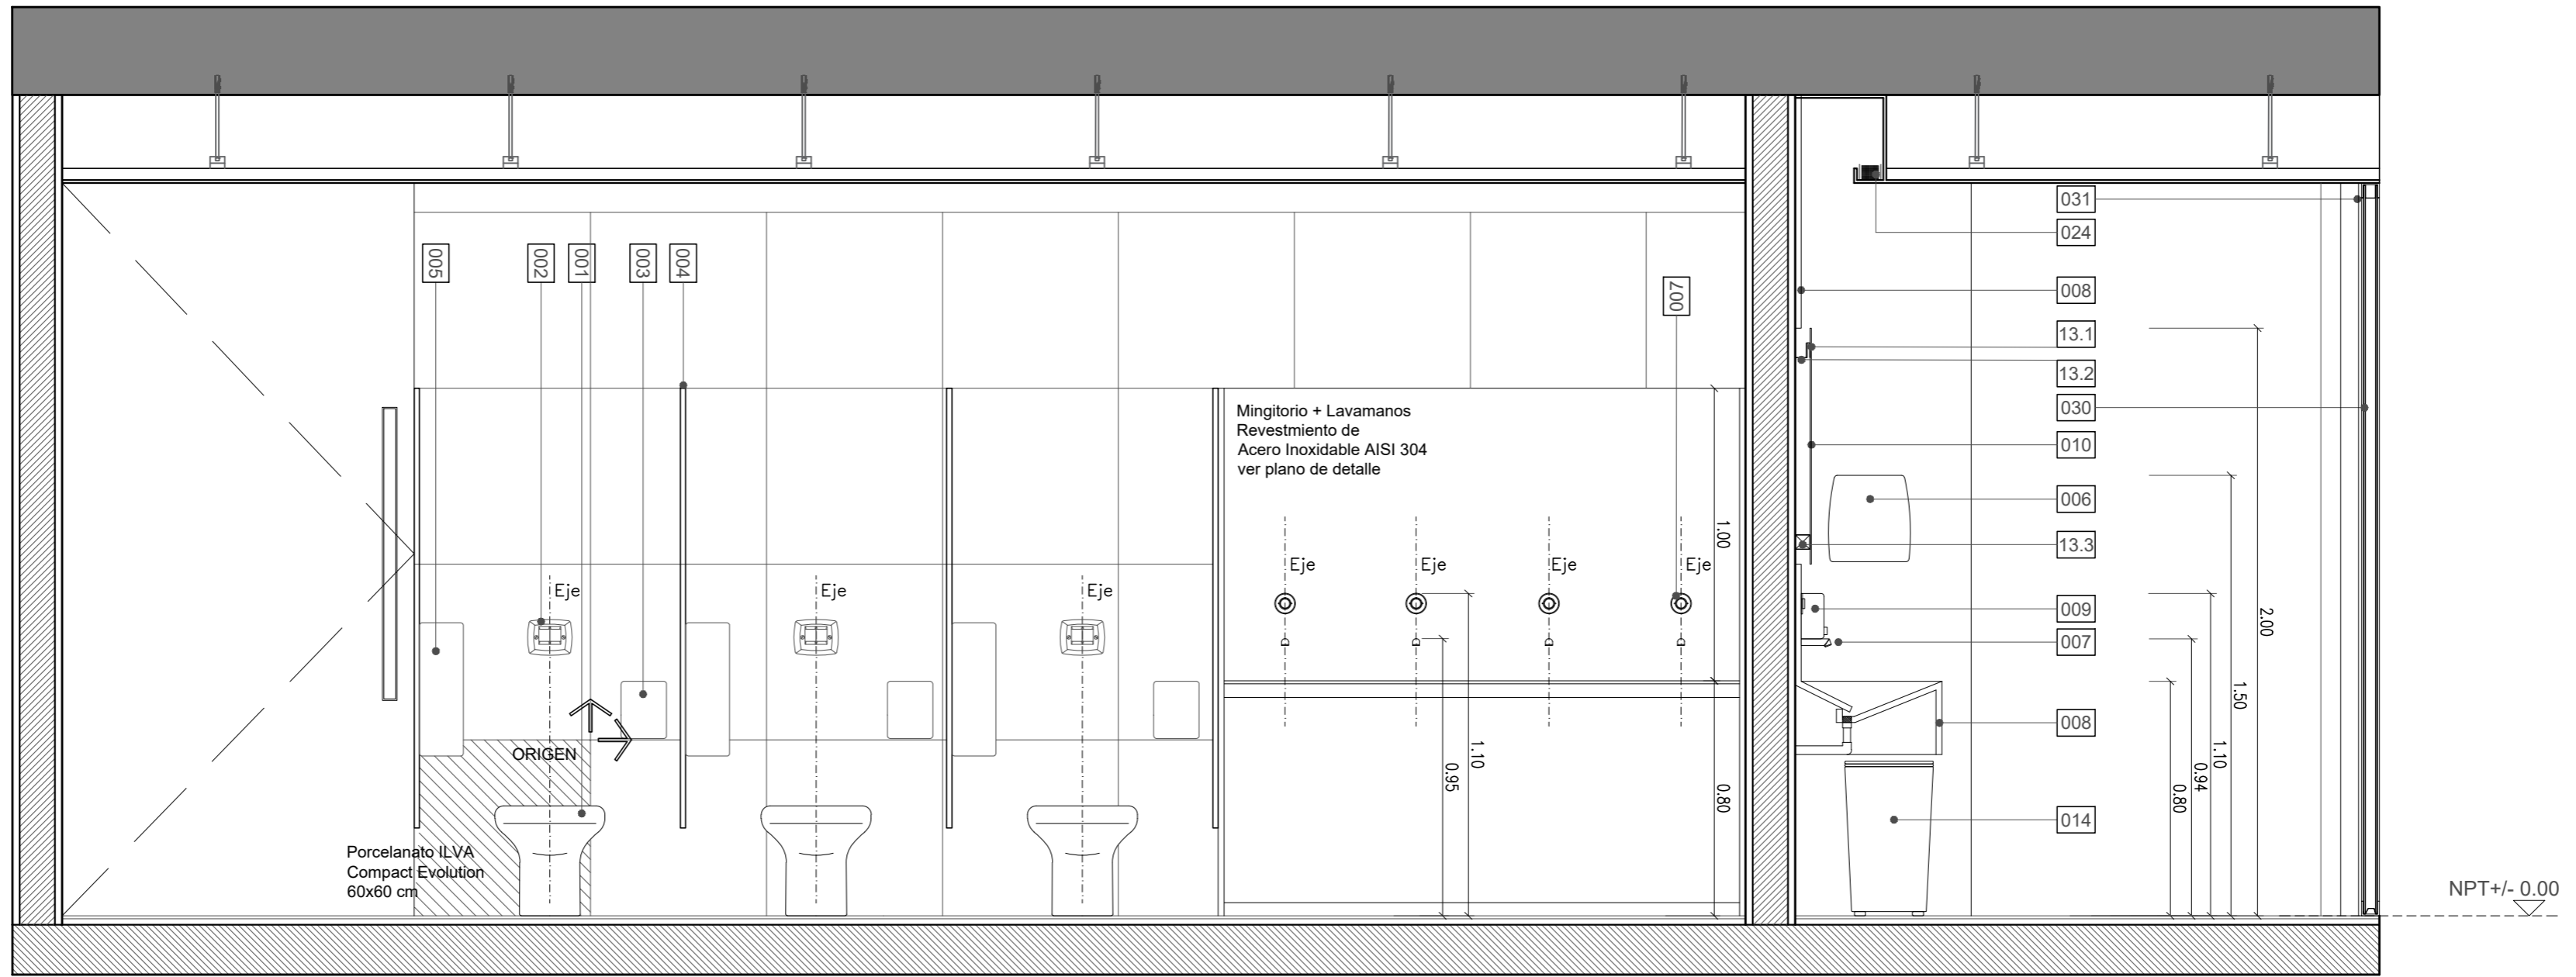 005
002
001
003
004
007
Mingitorio + Lavamanos
Revestmiento de
Acero Inoxidable AISI 304
ver plano de detalle
Eje
Eje
Eje
Eje
Eje
Eje
Eje
1.00
0.80
0.95
1.10
ORIGEN
Porcelanato ILVA
Compact Evolution
60x60 cm
031
024
008
13.1
13.2
030
010
006
13.3
009
007
008
014
2.00
1.50
1.10
0.94
0.80
NPT+/- 0.00